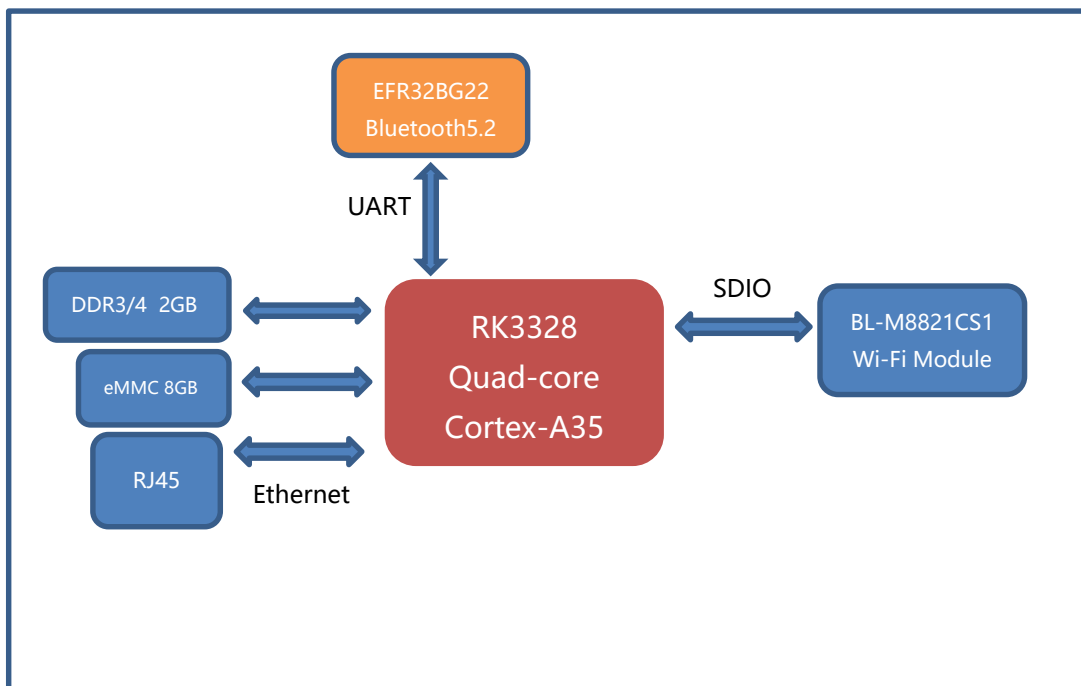 EFR32BG22
Bluetooth5.2
UART
DDR3/4 2GB
eMMC 8GB
RJ45
Ethernet
RK3328
Quad-core
Cortex-A35
SDIO
BL-M8821CS1
Wi-Fi Module